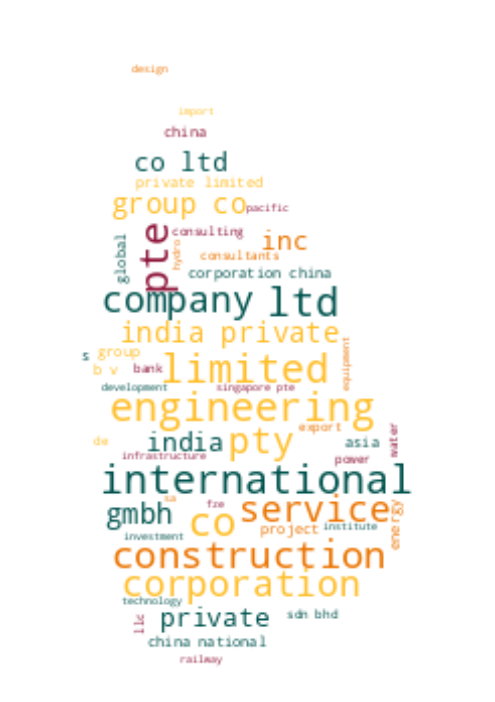 design
import
china
co ltd
private limited
group co
pacific
consulting
inc
global
pte
hydro
consultants
corporation china
company
ltd
india private
equipment
s
group
b v
bank
limited
development
singapore pte
engineering
export
water
de
india
pty
asia
infrastructure
power
international
sa
fze
gmbh
co
service
energy
project
institute
investment
construction
corporation
technology
llc
private
sdn bhd
china national
railway